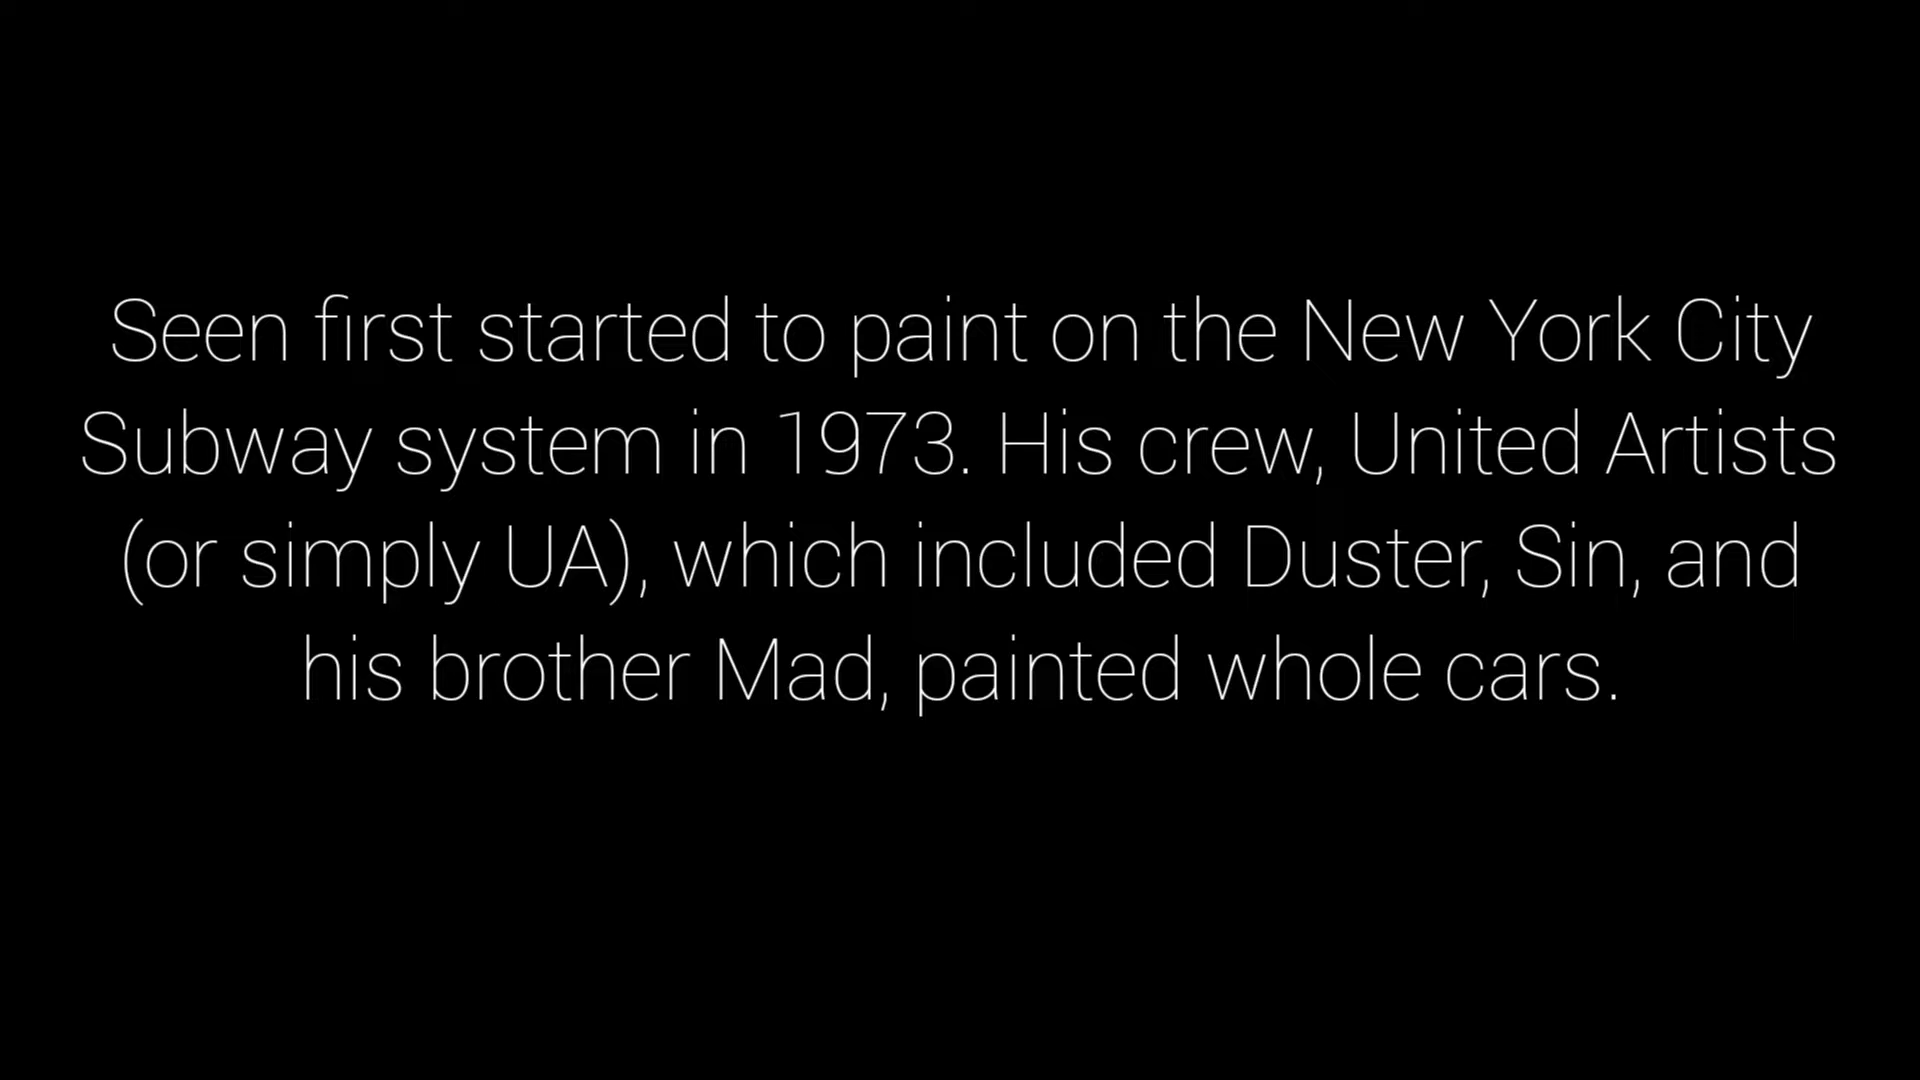 Seen first started to paint on the New York City
Subway system in 1973. His crew, United Artists
(or simply UA), which included Duster, Sin, and
his brother Mad, painted whole cars.